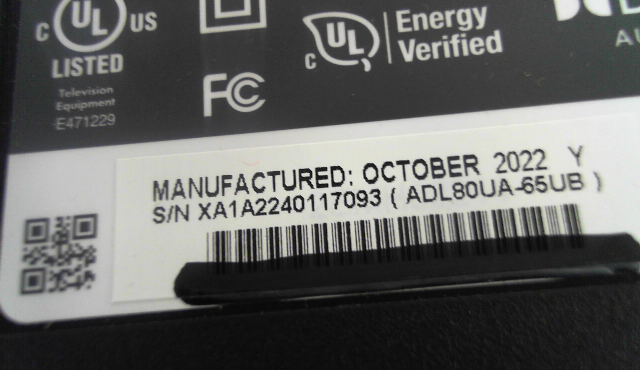 UL
C US
LISTED
Television
Equipment
E471229
FC
C UL
Energy
Verified
MANUFACTURED: OCTOBER 2022 Y
S/N XA1A2240117093 ( ADL80UA-65UB )